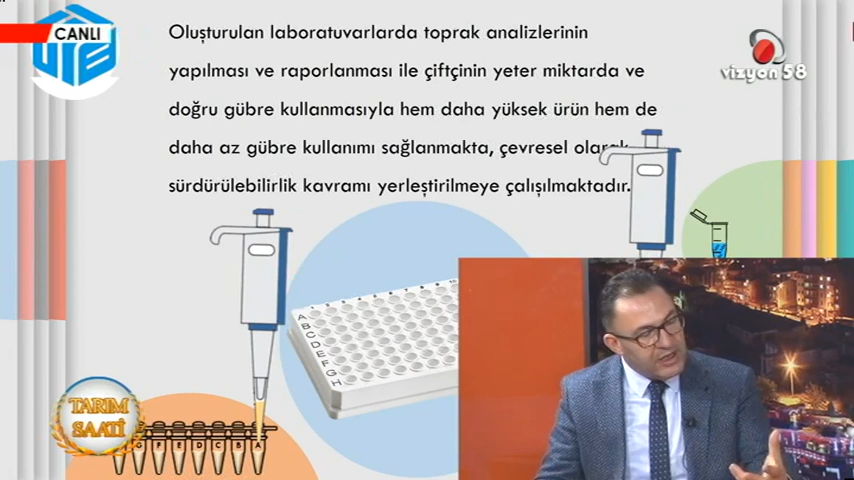 CANLI
Oluşturulan laboratuvarlarda toprak analizlerinin
yapılması ve raporlanması ile çiftçinin yeter miktarda ve
doğru gübre kullanmasıyla hem daha yüksek ürün hem de
daha az gübre kullanımı sağlanmakta, çevresel olarak
sürdürülebilirlik kavramı yerleştirilmeye çalışılmaktadır.
vizyon 58
A
B
C
D
E
F
G
H
TARIM
SAATİ
G F E D C B A